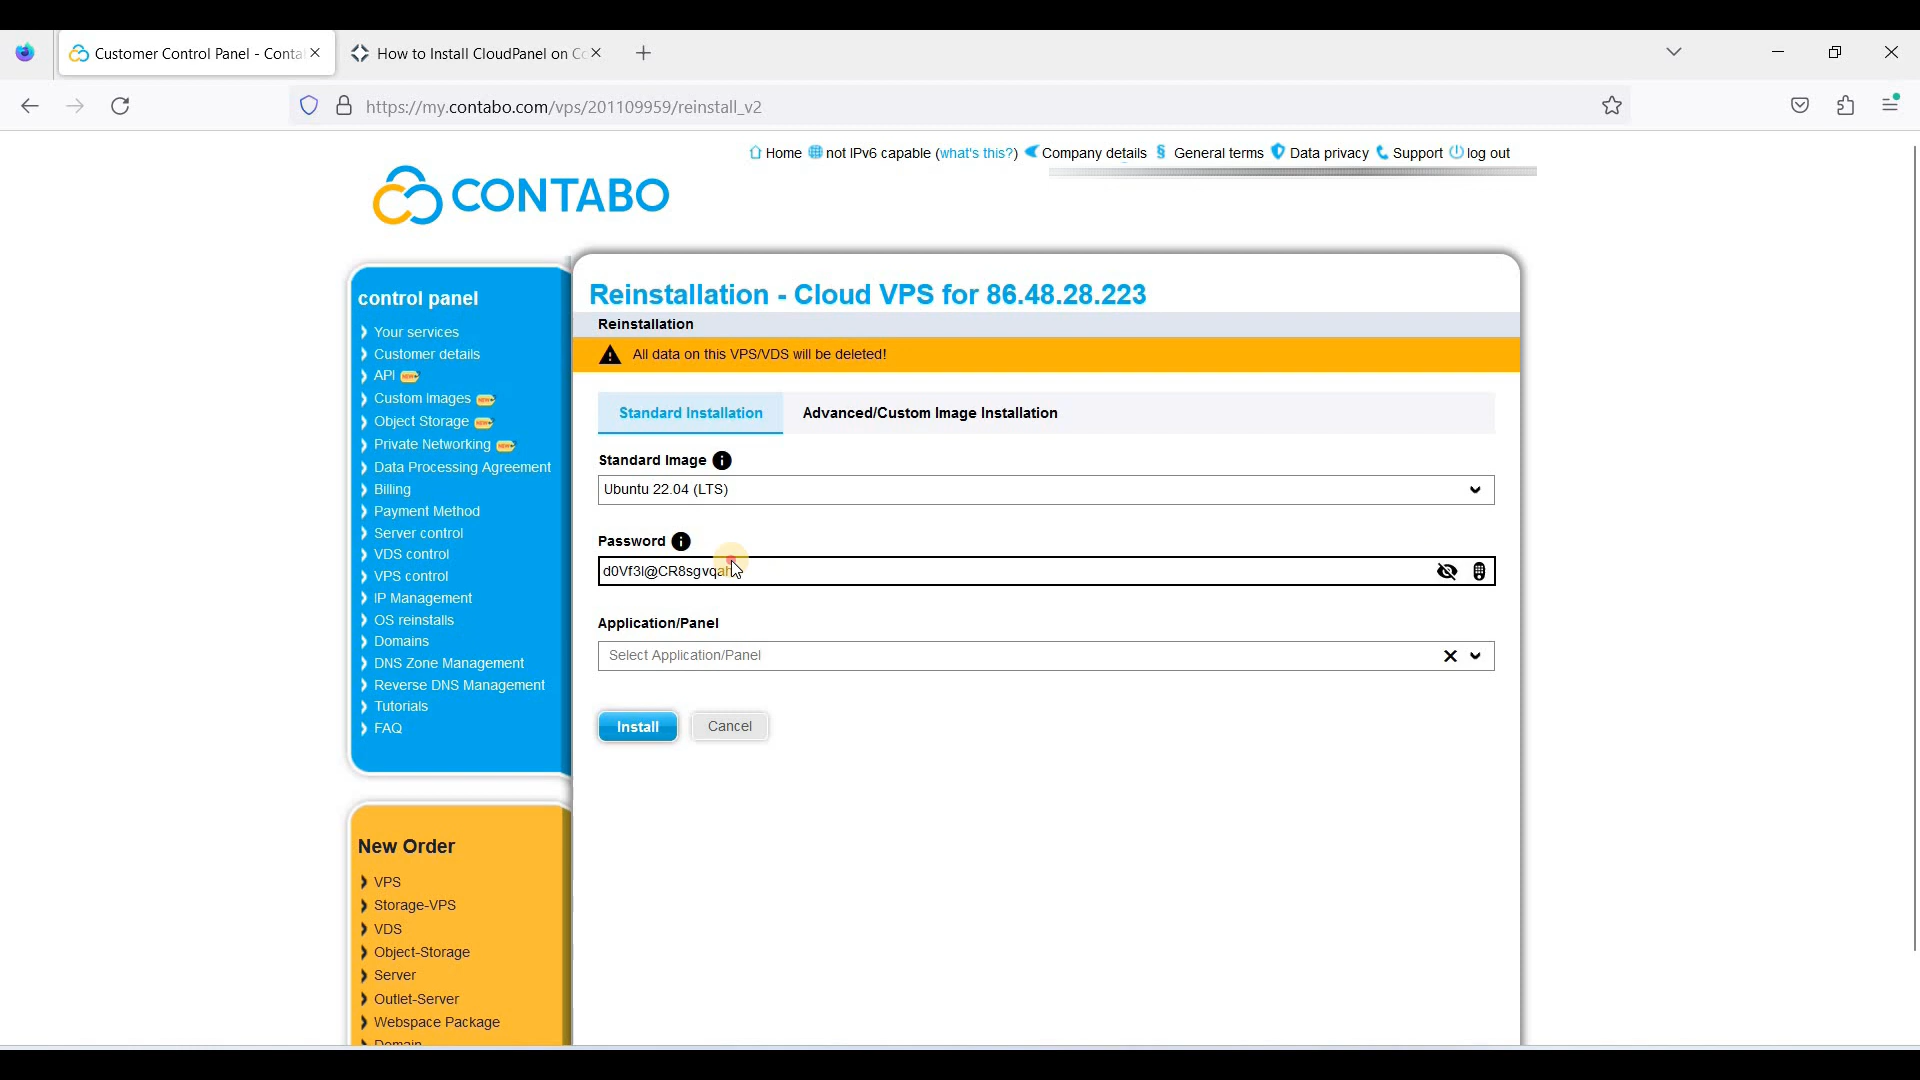 Customer Control Panel - Conta
How to Install CloudPanel on Co
https://my.contabo.com/vps/201109959/reinstall_v2
Home not IPv6 capable (what's this?) Company details § General terms Data privacy Support log out
CONTABO
control panel
Your services
Customer details
API
Custom Images
Object Storage
Private Networking
Data Processing Agreement
Billing
Payment Method
Server control
VDS control
VPS control
IP Management
OS reinstalls
Domains
DNS Zone Management
Reverse DNS Management
Tutorials
FAQ
New Order
VPS
Storage-VPS
VDS
Object-Storage
Server
Outlet-Server
Webspace Package
Domain
Reinstallation - Cloud VPS for 86.48.28.223
Reinstallation
All data on this VPS/VDS will be deleted!
Standard Installation
Advanced/Custom Image Installation
Standard Image
Ubuntu 22.04 (LTS)
Password
Application/Panel
Select Application/Panel
Install
Cancel